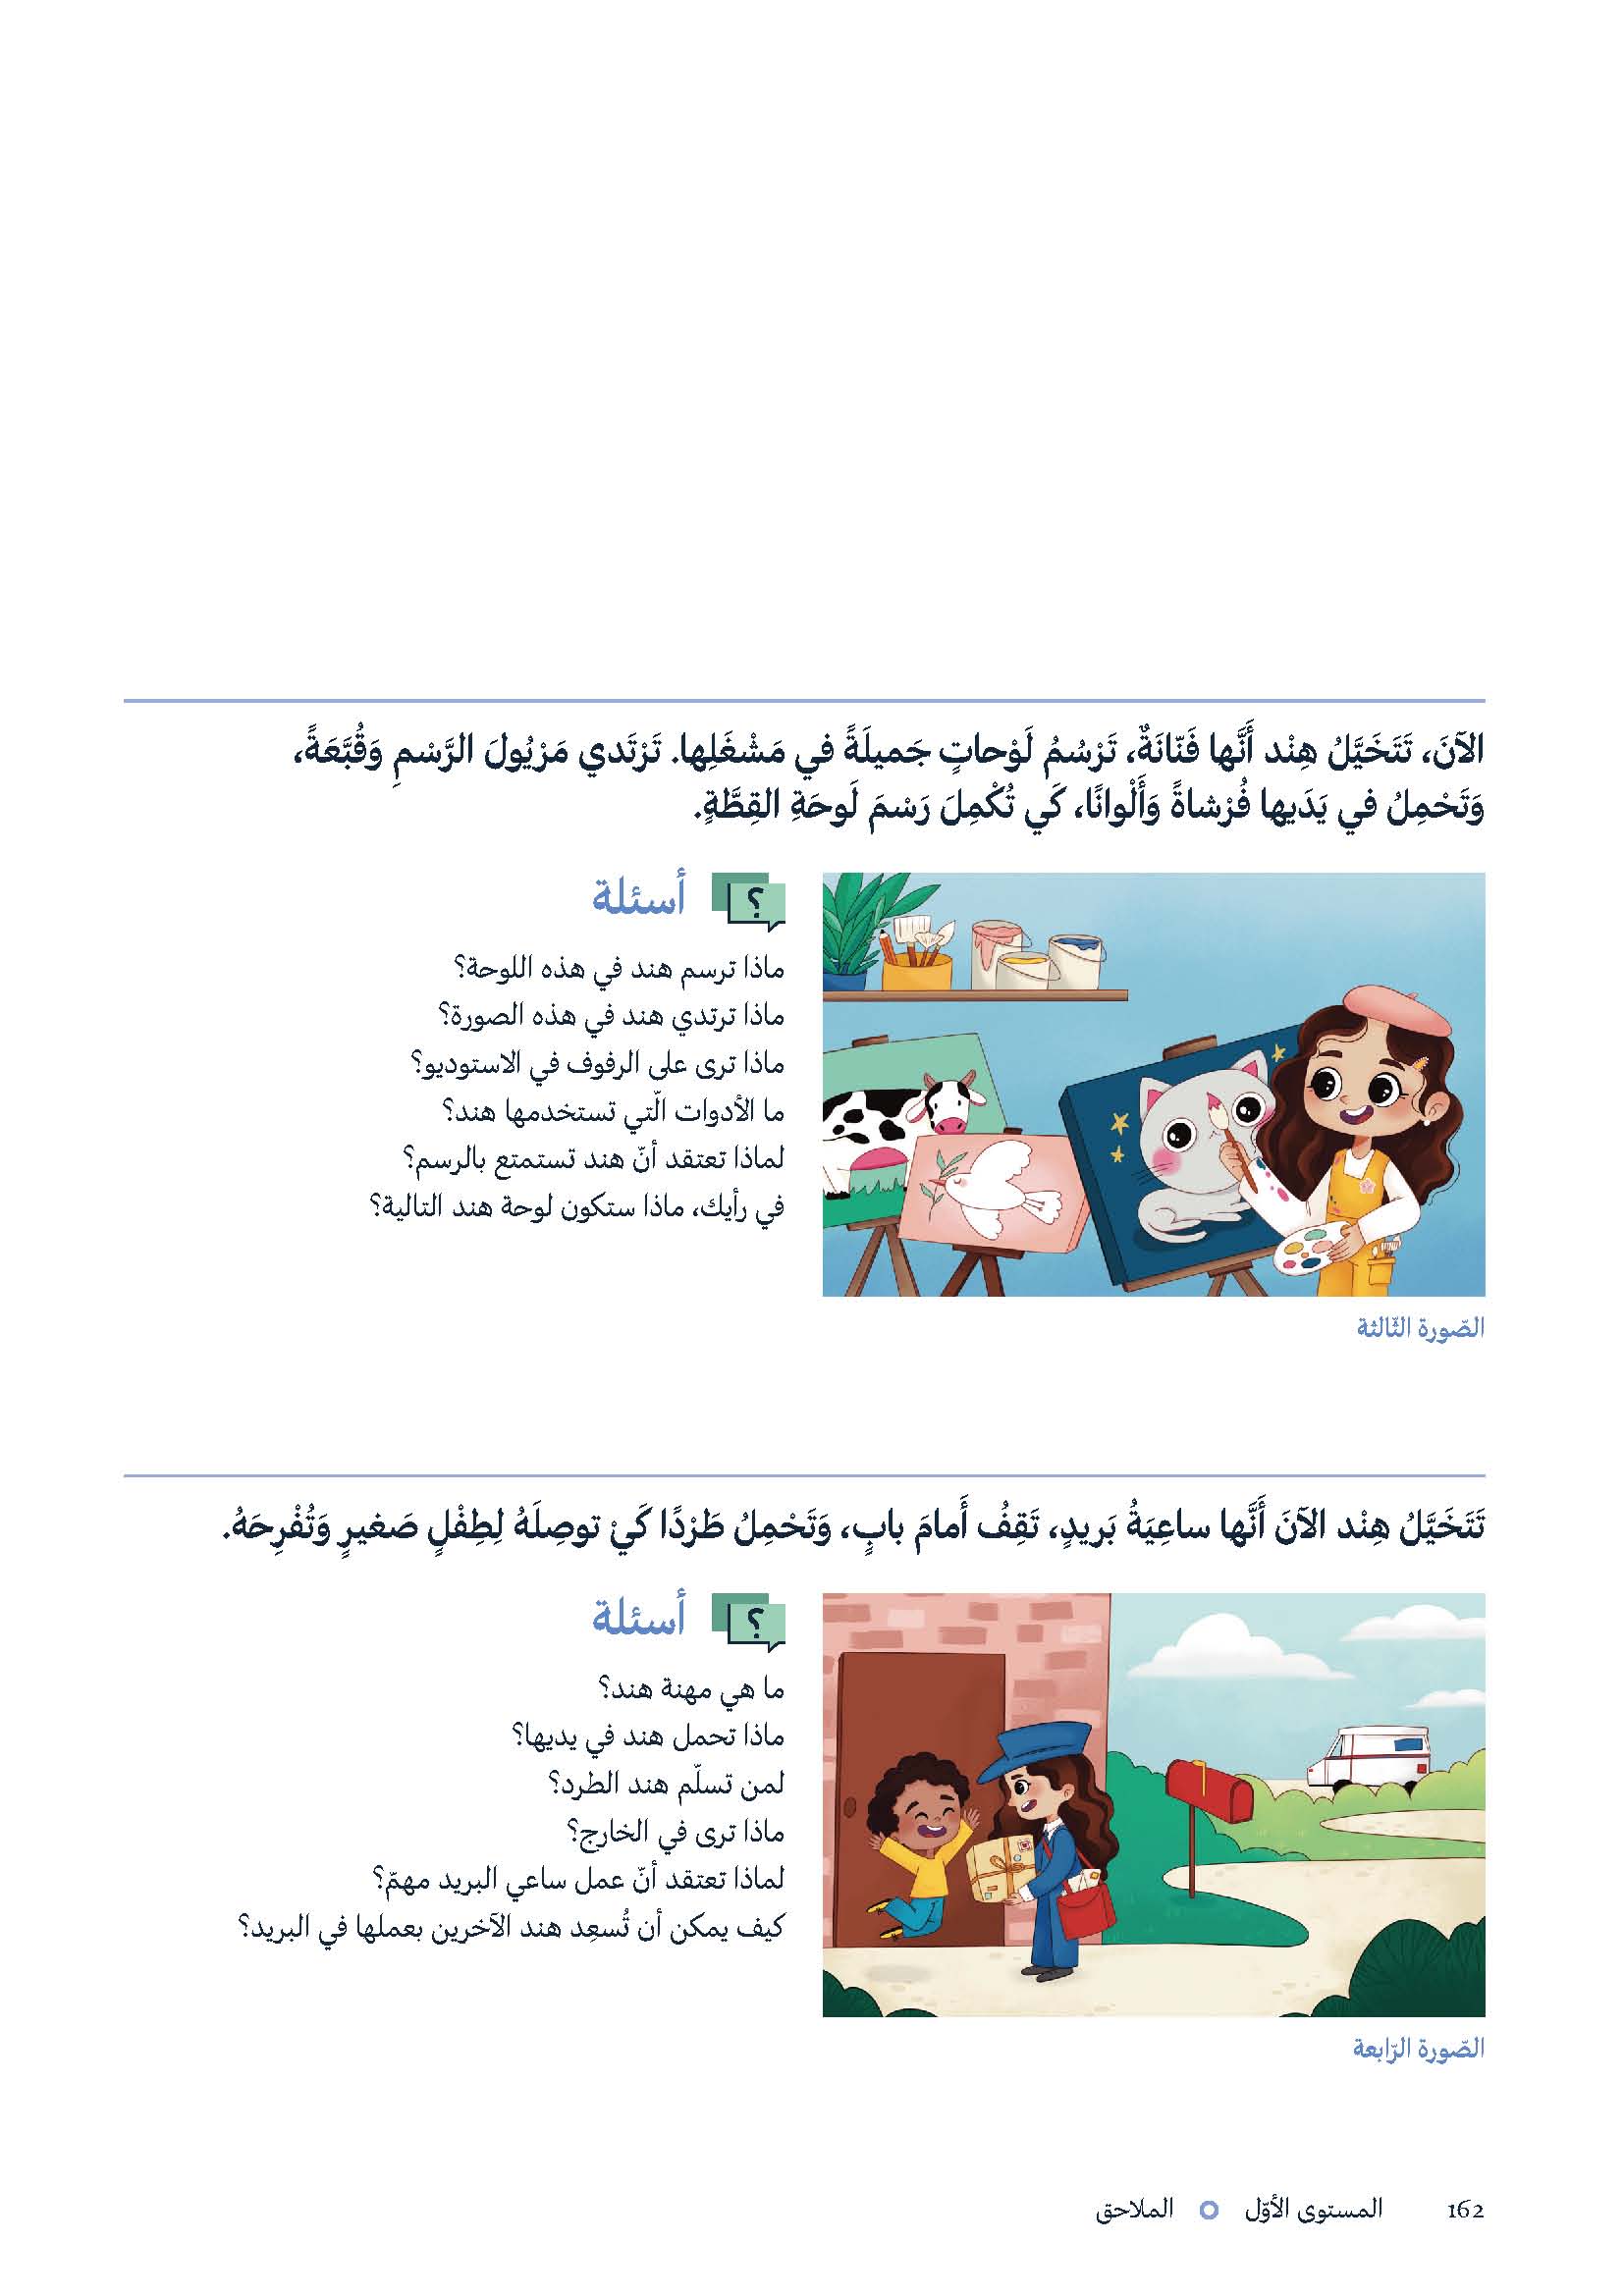 الآنَ، تَتَخَيَّلُ هِنْد أَنَّها فَنّانَةٌ، تَرْسُمُ لَوْحاتٍ جَميلَةً في مَشْغَلِها. تَرْتَدي مَرْيُولَ الرَّسْمِ وَقُبَّعَةً،
وَتَحْمِلُ في يَدَيها فُرْشاةً وَأَلْوانًا، كَي تُكْمِلَ رَسْمَ لَوحَةِ القِطَّةِ.
أسئلة
ماذا ترسم هند في هذه اللوحة؟
ماذا ترتدي هند في هذه الصورة؟
ماذا ترى على الرفوف في الاستوديو؟
ما الأدوات الّتي تستخدمها هند؟
لماذا تعتقد أنّ هند تستمتع بالرسم؟
في رأيك، ماذا ستكون لوحة هند التالية؟
الصّورة الثّالثة
تَتَخَيَّلُ هِنْد الآنَ أَنَّها ساعِيَةُ بَريدٍ، تَقِفُ أَمامَ بابٍ، وَتَحْمِلُ طَرْدًا كَيْ توصِلَهُ لِطِفْلٍ صَغيرٍ وَتُفْرِحَهُ.
أسئلة
ما هي مهنة هند؟
ماذا تحمل هند في يديها؟
لمن تسلّم هند الطرد؟
ماذا ترى في الخارج؟
لماذا تعتقد أنّ عمل ساعي البريد مهمّ؟
كيف يمكن أن تُسعِد هند الآخرين بعملها في البريد؟
الصّورة الرّابعة
162 المستوى الأوّل الملاحق